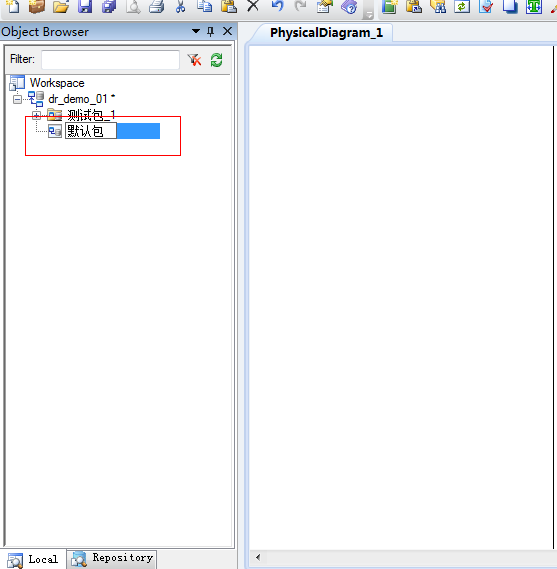 Object Browser
PhysicalDiagram_1
Filter:
Workspace
dr_demo_01 *
测试包_1
默认包
Local
Repository